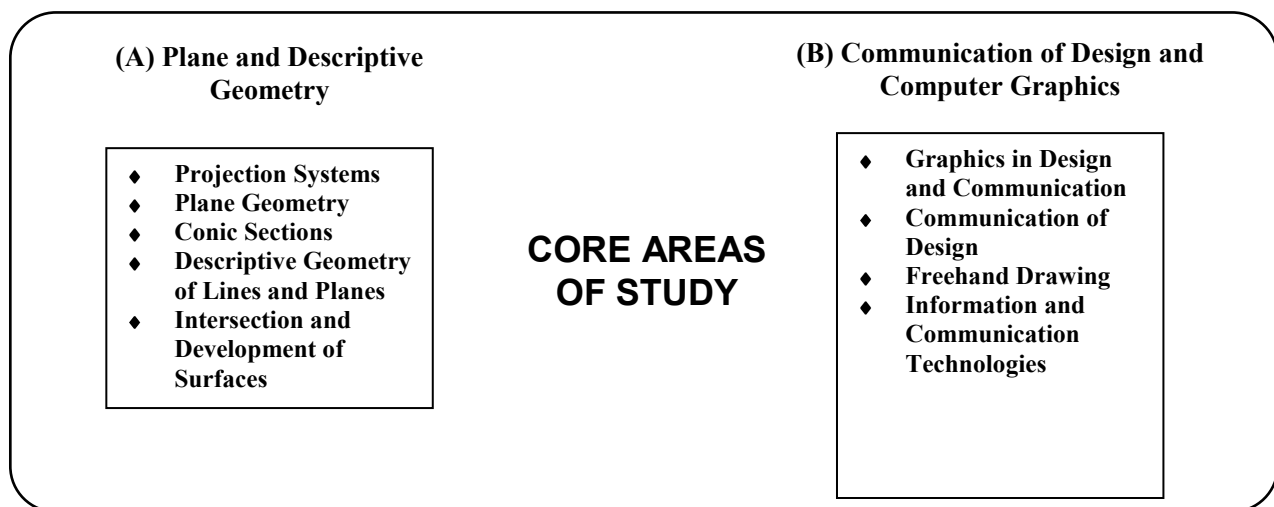 (A) Plane and Descriptive
Geometry
♦ Projection Systems
♦ Plane Geometry
♦ Conic Sections
♦ Descriptive Geometry
of Lines and Planes
♦ Intersection and
Development of
Surfaces
CORE AREAS
OF STUDY
(B) Communication of Design and
Computer Graphics
♦ Graphics in Design
and Communication
♦ Communication of
Design
♦ Freehand Drawing
♦ Information and
Communication
Technologies